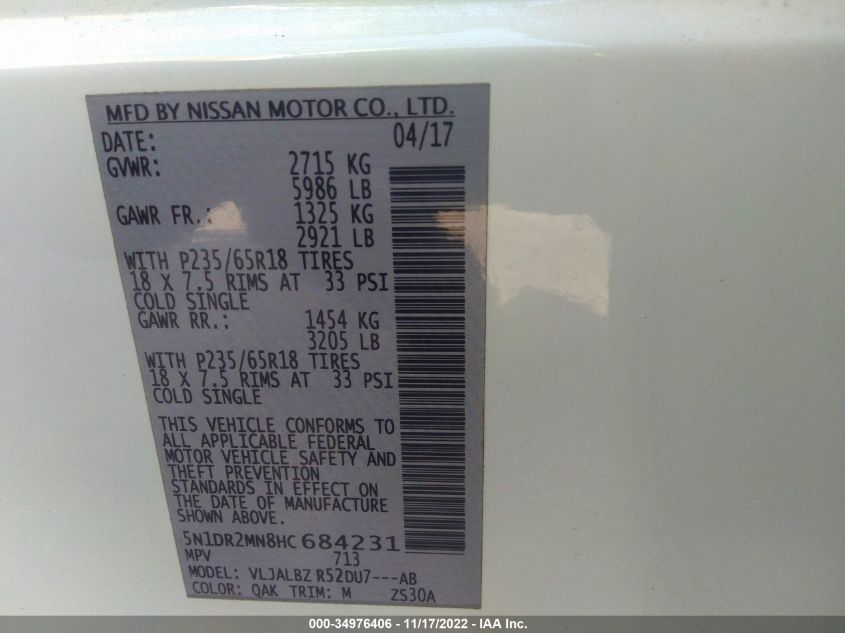 MFD BY NISSAN MOTOR CO., LTD.
DATE: 04/17
GVWR: 2715 KG
5986 LB
GAWR FR.: 1325 KG
2921 LB
WITH P235/65R18 TIRES
18 X 7.5 RIMS AT 33 PSI
COLD SINGLE
GAWR RR.: 1454 KG
3205 LB
WITH P235/65R18 TIRES
18 X 7.5 RIMS AT 33 PSI
COLD SINGLE
THIS VEHICLE CONFORMS TO
ALL APPLICABLE FEDERAL
MOTOR VEHICLE SAFETY AND
THEFT PREVENTION
STANDARDS IN EFFECT ON
THE DATE OF MANUFACTURE
SHOWN ABOVE.
5N1DR2MN8HC684231
MPV 713
MODEL: VLJALBZ R52DU7---AB
COLOR: QAK TRIM: M ZS30A
000-34976406 - 11/17/2022 - IAA Inc.